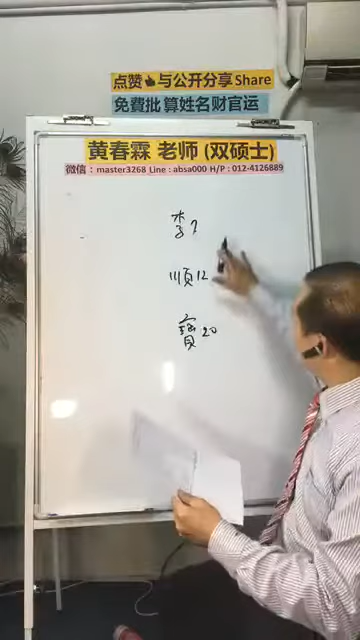 点赞👍与公开分享 Share
免費批算姓名财官运
黄春霖 老师 (双硕士)
微信 : master3268 Line : absa000 H/P : 012-4126889
李7
順12
寶20